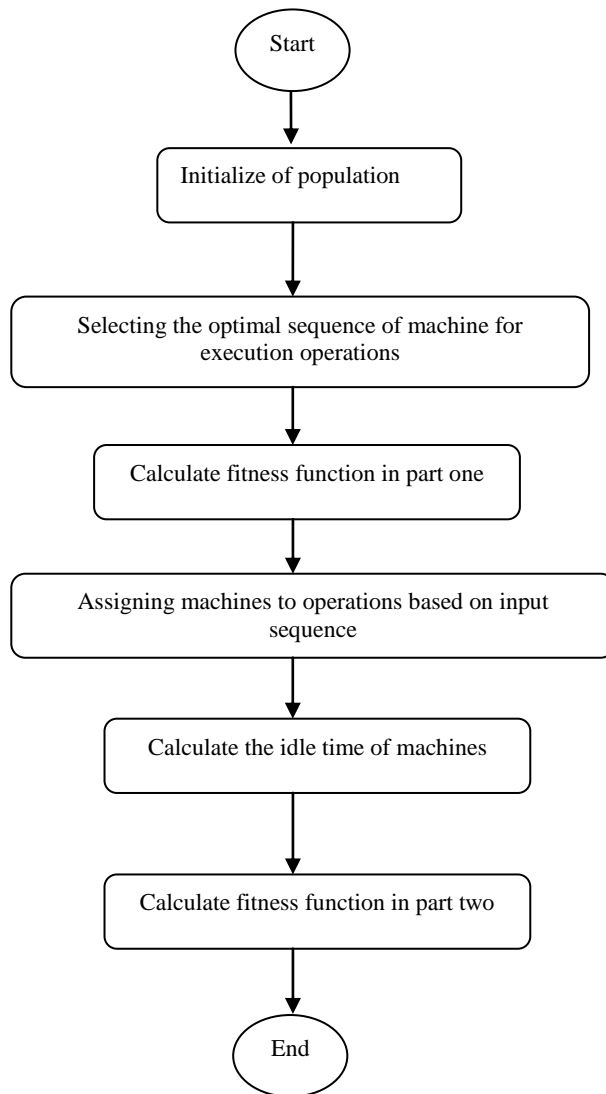 Start
Initialize of population
Selecting the optimal sequence of machine for
execution operations
Calculate fitness function in part one
Assigning machines to operations based on input
sequence
Calculate the idle time of machines
Calculate fitness function in part two
End